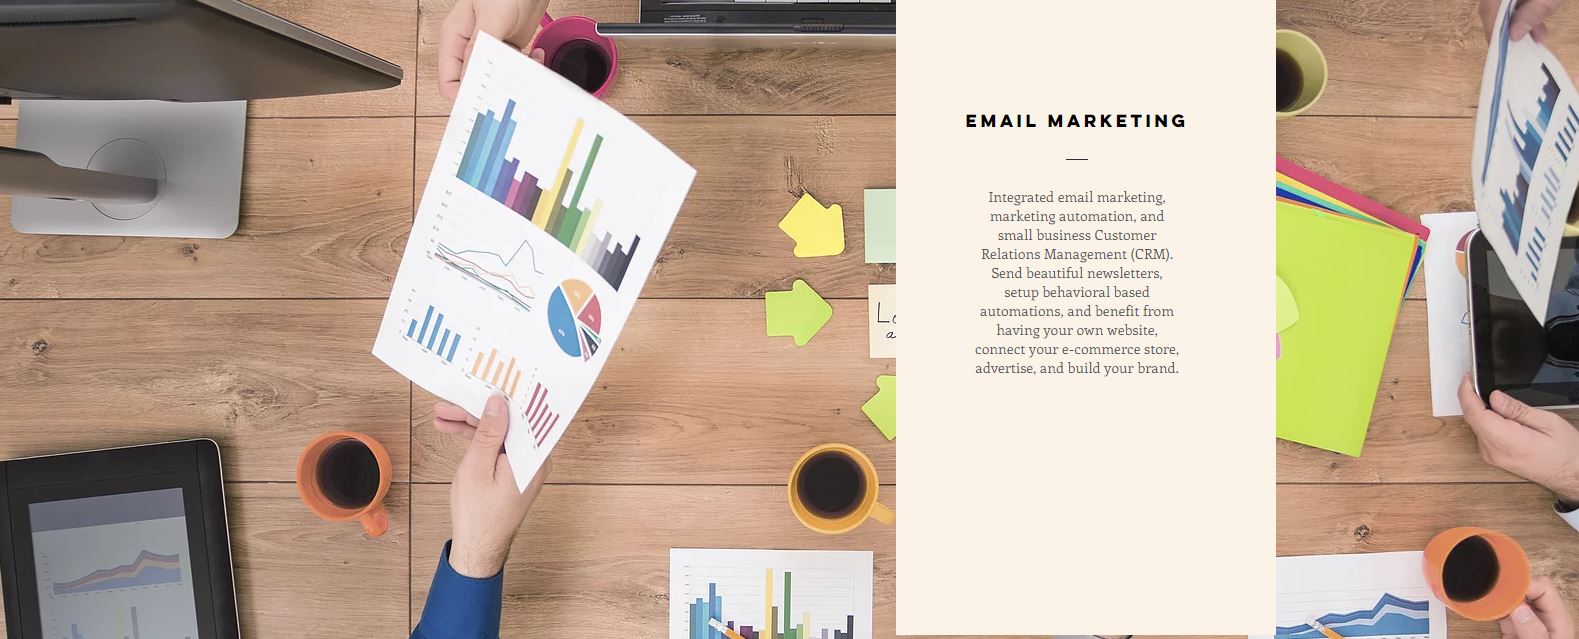 EMAIL MARKETING
Integrated email marketing,
marketing automation, and
small business Customer
Relations Management (CRM).
Send beautiful newsletters,
setup behavioral based
automations, and benefit from
having your own website,
connect your e-commerce store,
advertise, and build your brand.